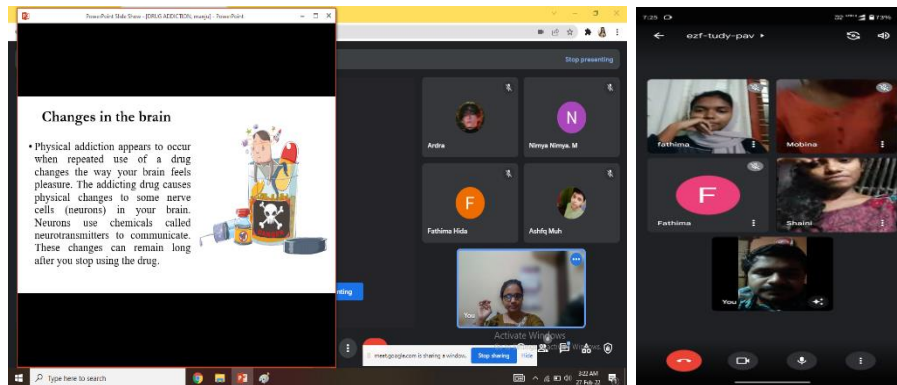 PowerPoint Slide Show - [DRUG ADDICTION, manju] - PowerPoint
Stop presenting
Changes in the brain
• Physical addiction appears to occur
when repeated use of a drug
changes the way your brain feels
pleasure. The addicting drug causes
physical changes to some nerve
cells (neurons) in your brain.
Neurons use chemicals called
neurotransmitters to communicate.
These changes can remain long
after you stop using the drug.
Ardra
N
Nimya Nimya. M
F
Fathima Hida
Ashfq Muh
You
nting
Activate Windows
meet.google.com is sharing a window.
Stop sharing
Hide
Type here to search
3:22 AM
27-Feb-22
7:25
73%
ezf-tudy-pav
fathima
Mobina
F
Fathima
Shaini
You